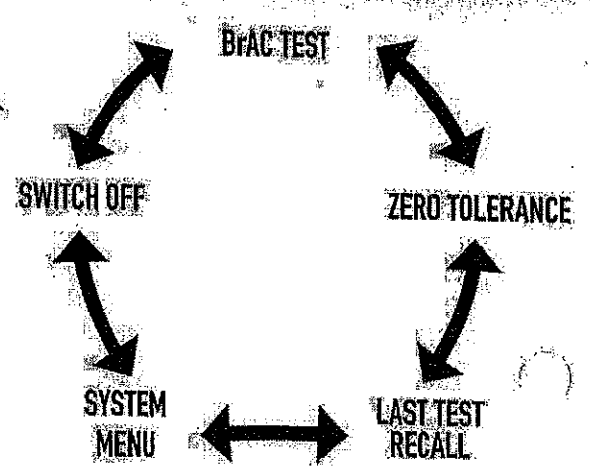 BrAC TEST
SWITCH OFF
ZERO TOLERANCE
SYSTEM
MENU
LAST TEST
RECALL